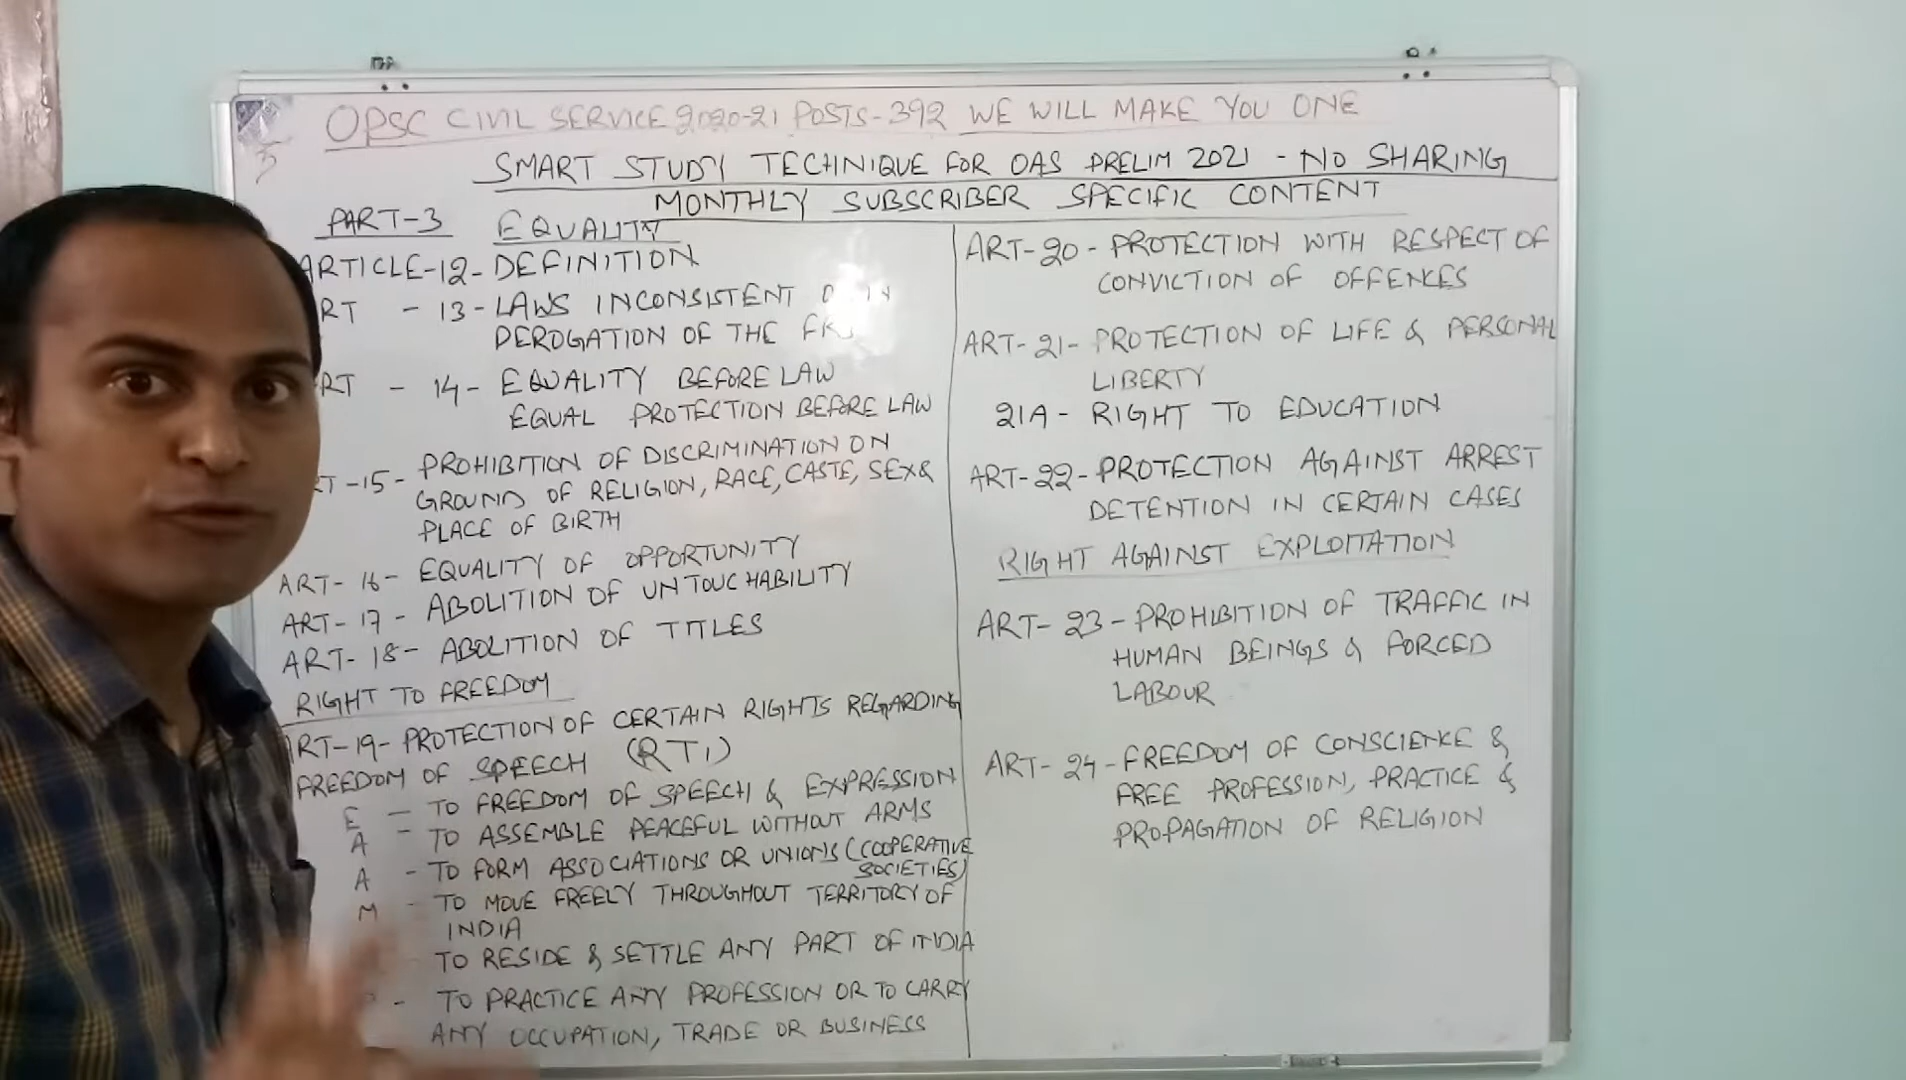 OPSC CIVIL SERVICE 2020-21 POSTS-392 WE WILL MAKE YOU ONE
SMART STUDY TECHNIQUE FOR OAS PRELIM 2021 - NO SHARING
MONTHLY SUBSCRIBER SPECIFIC CONTENT
PART-3 EQUALITY
ARTICLE-12-DEFINITION
RT - 13-LAWS INCONSISTENT
DEROGATION OF THE
RT - 14- EQUALITY BEFORE LAW
EQUAL PROTECTION BEFORE LAW
RT-15- PROHIBITION OF DISCRIMINATION ON
GROUND OF RELIGION, RACE, CASTE, SEX&
PLACE OF BIRTH
ART- 16- EQUALITY OF OPPORTUNITY
ART- 17 - ABOLITION OF UNTOUCHABILITY
ART- 18- ABOLITION OF TITLES
RIGHT TO FREEDOM
ART-19- PROTECTION OF CERTAIN RIGHTS REGARDING
FREEDOM OF SPEECH (RTI)
E - TO FREEDOM OF SPEECH & EXPRESSION
A - TO ASSEMBLE PEACEFUL WITHOUT ARMS
A - TO FORM ASSOCIATIONS OR UNIONS (COOPERATIVE
SOCIETIES)
M - TO MOVE FREELY THROUGHOUT TERRITORY OF
INDIA
TO RESIDE & SETTLE ANY PART OF INDIA
- TO PRACTICE ANY PROFESSION OR TO CARRY
ANY OCCUPATION, TRADE OR BUSINESS
ART-20 - PROTECTION WITH RESPECT OF
CONVICTION OF OFFENCES
ART-21- PROTECTION OF LIFE & PERSONAL
LIBERTY
21A - RIGHT TO EDUCATION
ART-22-PROTECTION AGAINST ARREST
DETENTION IN CERTAIN CASES
RIGHT AGAINST EXPLOITATION
ART- 23-PROHIBITION OF TRAFFIC IN
HUMAN BEINGS & FORCED
LABOUR
ART- 24-FREEDOM OF CONSCIENCE &
FREE PROFESSION, PRACTICE &
PROPAGATION OF RELIGION